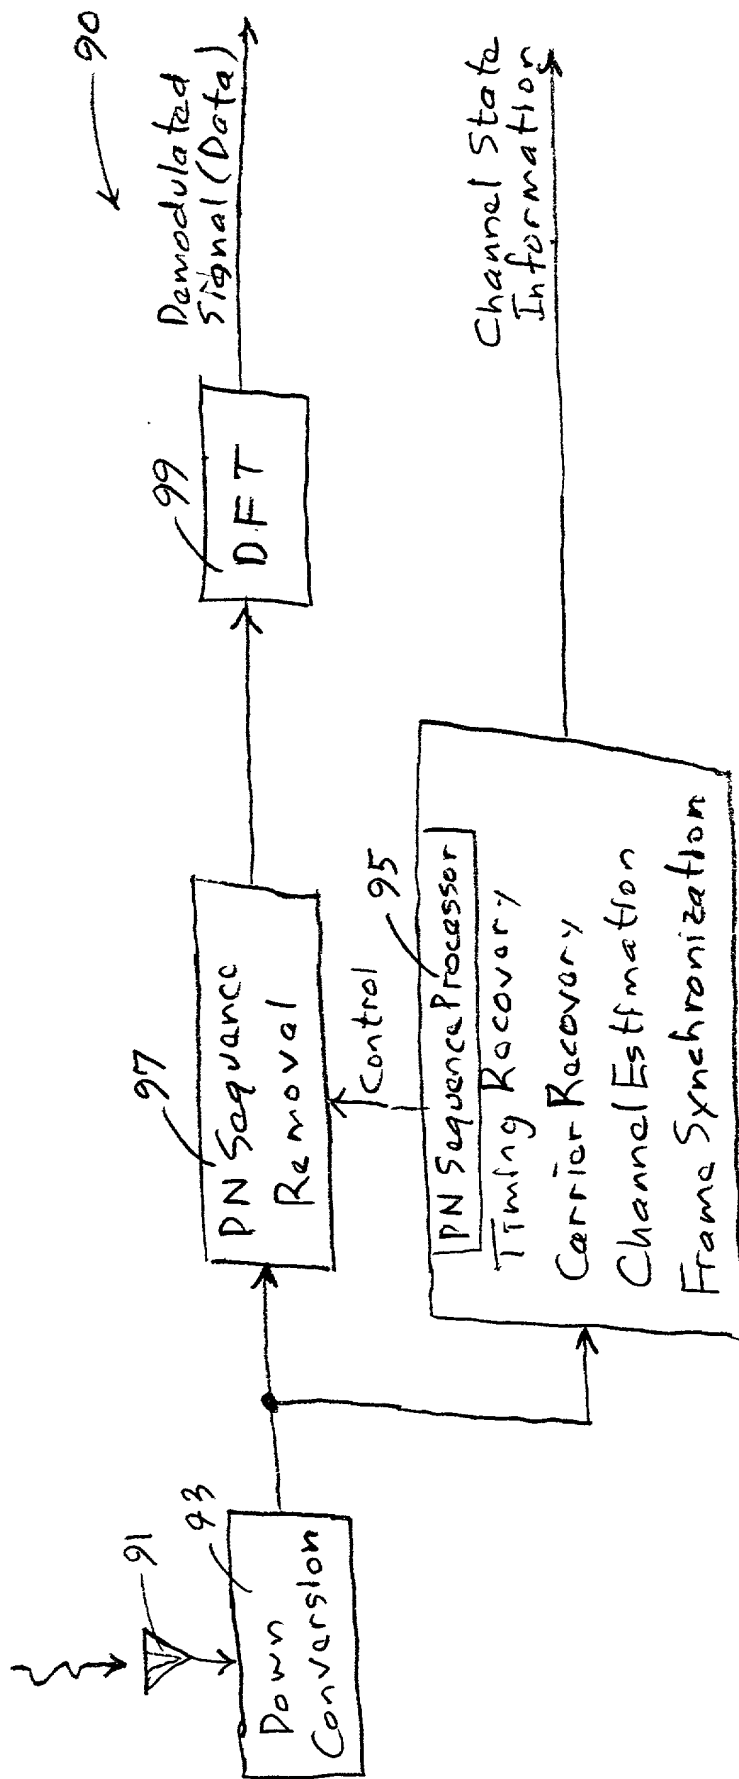 90
91
93
Down
Conversion
97
PN Sequence
Removal
Control
95
PN Sequence Processor
Timing Recovery
Carrier Recovery
Channel Estimation
Frame Synchronization
99
DFT
Demodulated
Signal (Data)
Channel State
Information